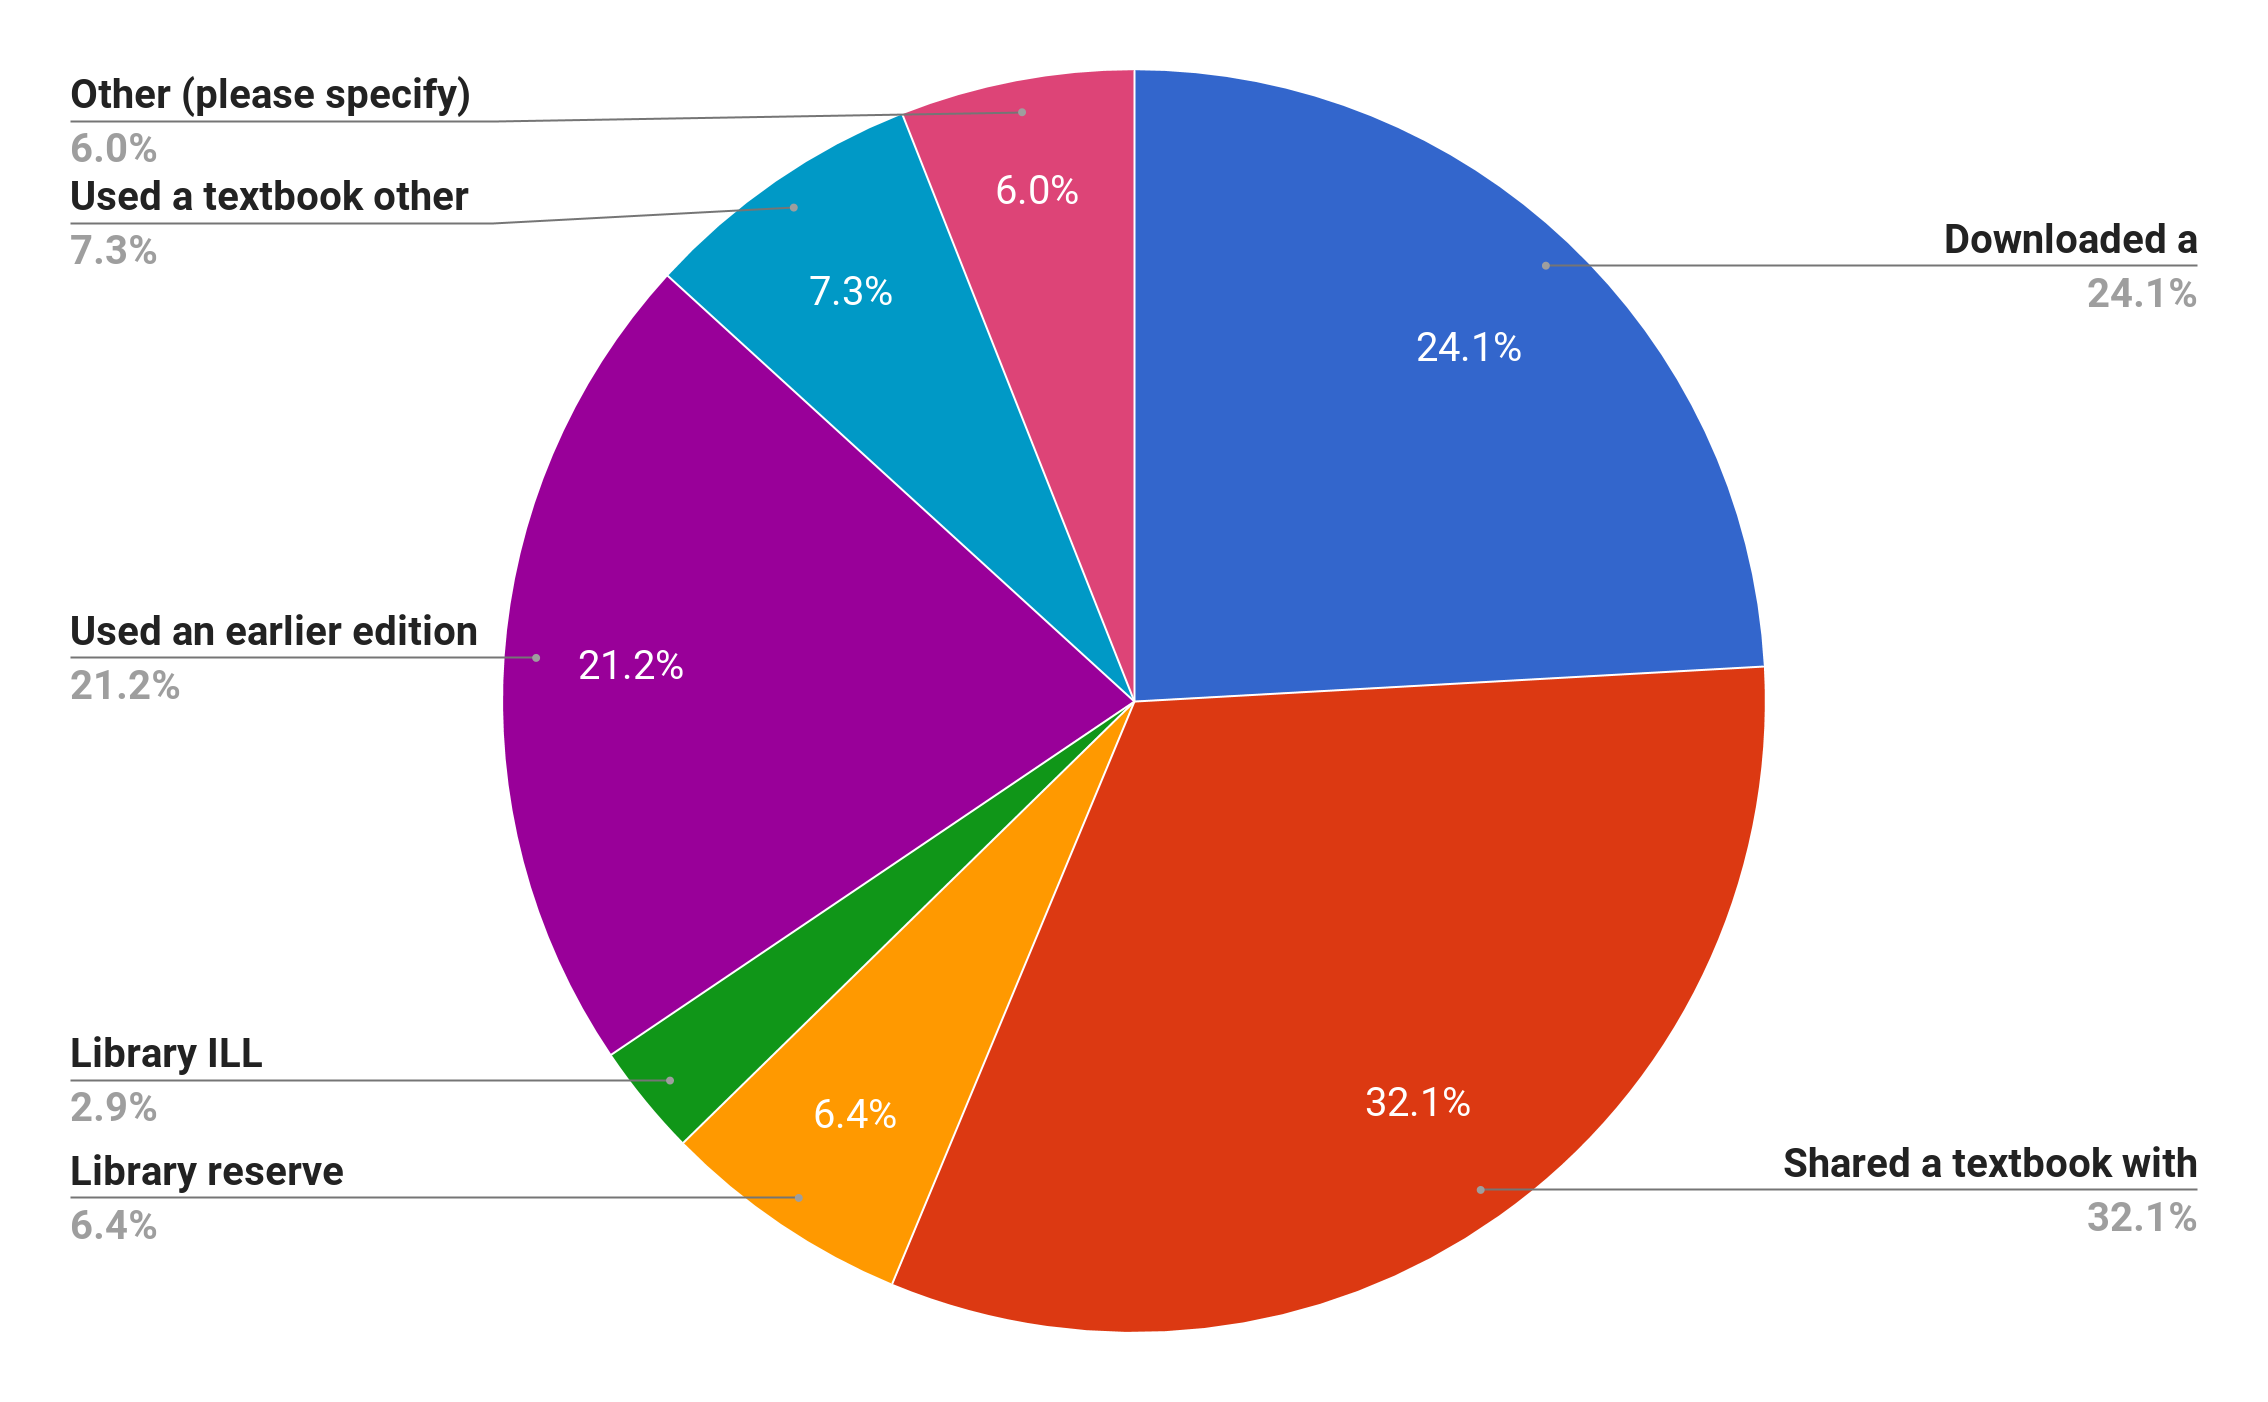 Other (please specify)
6.0%
Used a textbook other
7.3%
Used an earlier edition
21.2%
Library ILL
2.9%
Library reserve
6.4%
6.0%
7.3%
24.1%
21.2%
6.4%
32.1%
Downloaded a
24.1%
Shared a textbook with
32.1%